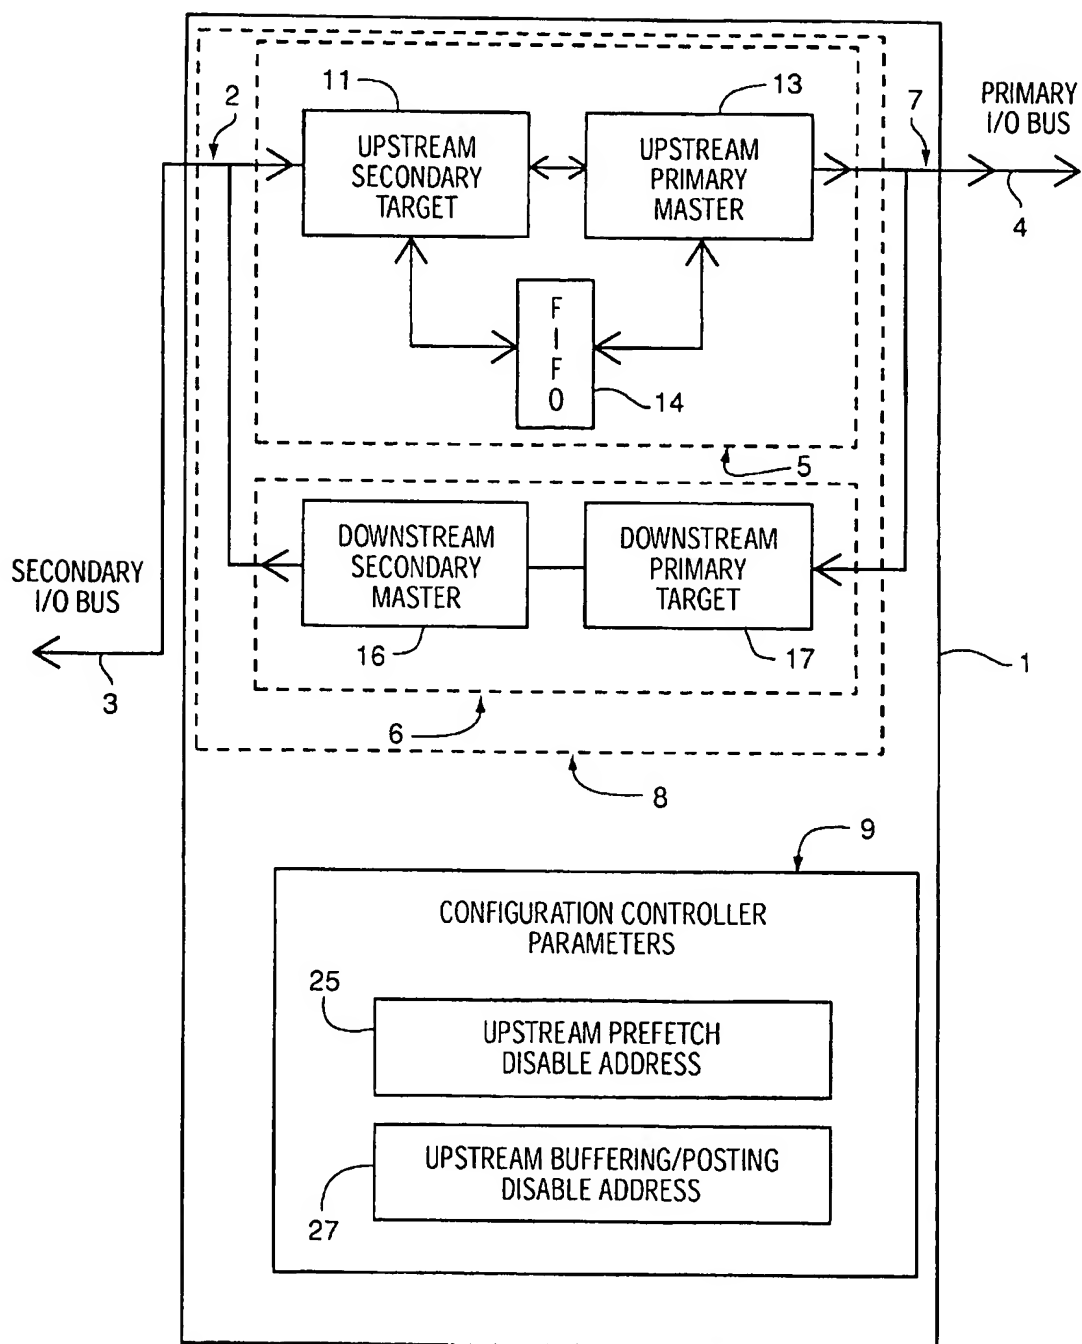 11
13
2
7
PRIMARY
I/O BUS
UPSTREAM
SECONDARY
TARGET
UPSTREAM
PRIMARY
MASTER
4
F
I
F
O
14
5
SECONDARY
I/O BUS
DOWNSTREAM
SECONDARY
MASTER
DOWNSTREAM
PRIMARY
TARGET
16
17
1
3
6
8
9
CONFIGURATION CONTROLLER
PARAMETERS
25
UPSTREAM PREFETCH
DISABLE ADDRESS
UPSTREAM BUFFERING/POSTING
DISABLE ADDRESS
27